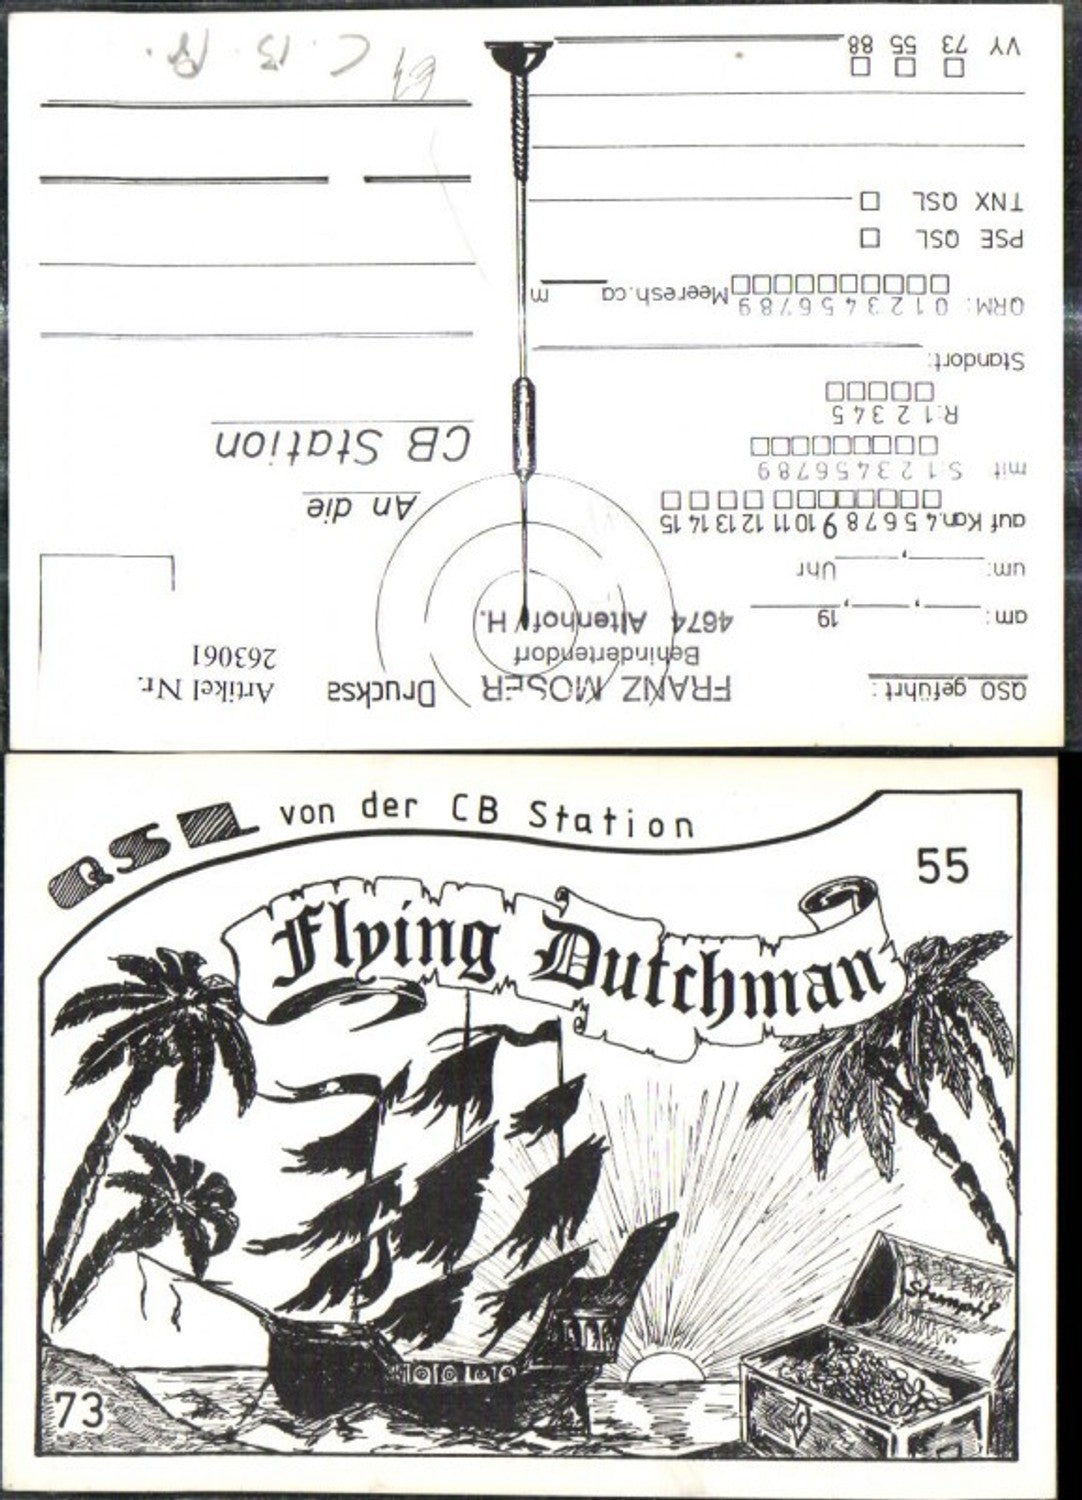 QSO geführt:
FRANZ MOSER
Behindertendorf
4674 Altenhof / H.
am: , , 19
um: , Uhr
auf Kan. 4 5 6 7 8 9 10 11 12 13 14 15
mit S: 1 2 3 4 5 6 7 8 9
R: 1 2 3 4 5
Standort:
QRM: 0 1 2 3 4 5 6 7 8 9 Meeresh.ca m
PSE QSL
TNX QSL
VY 73 55 88
Drucksa
Artikel Nr.
263061
An die
CB Station
QSL von der CB Station
55
Flying Dutchman
73